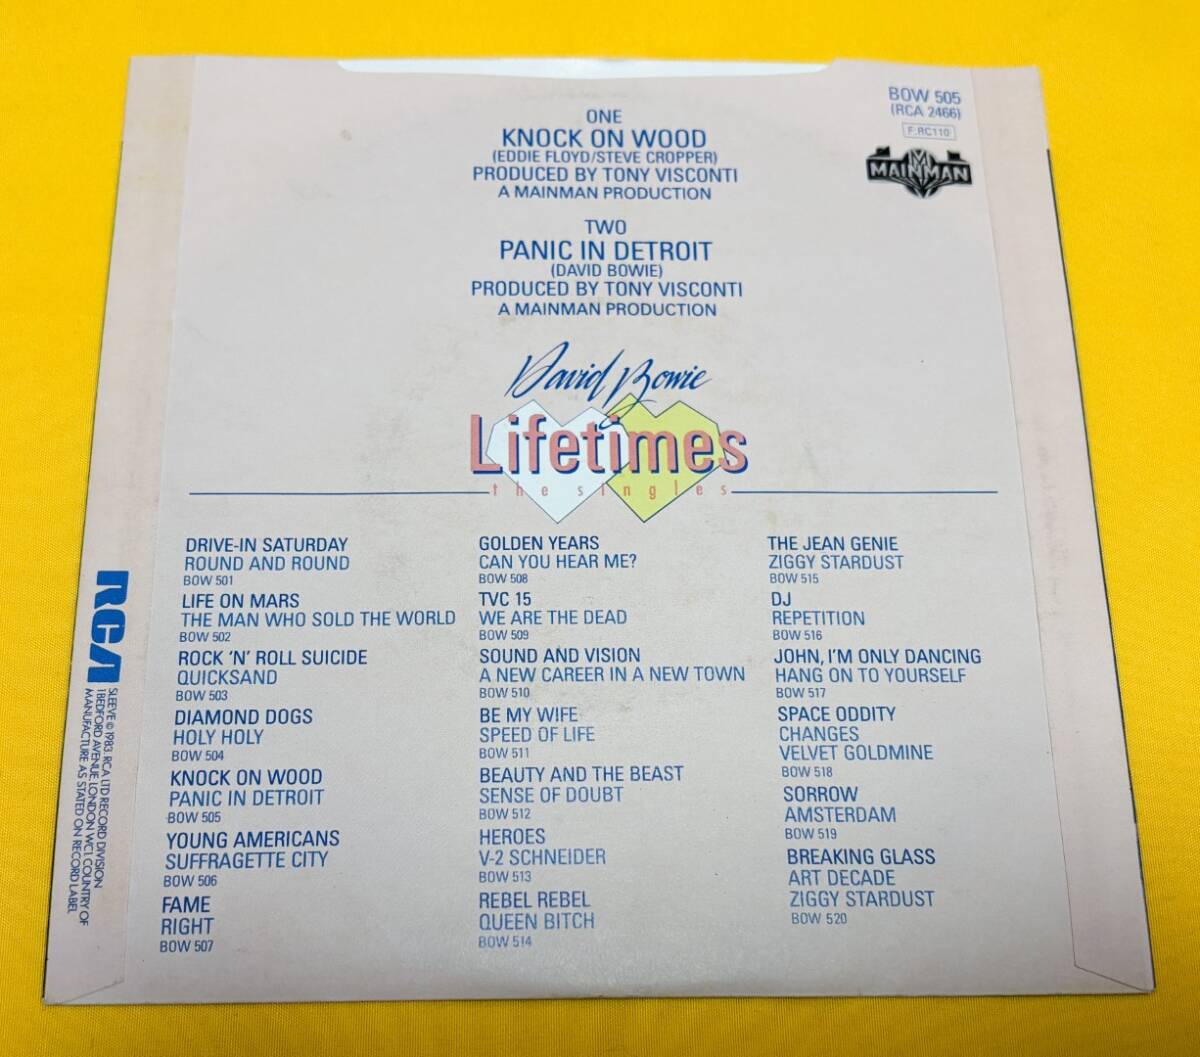 BOW 505
(RCA 2466)
F:RC110
MAINMAN
ONE
KNOCK ON WOOD
(EDDIE FLOYD/STEVE CROPPER)
PRODUCED BY TONY VISCONTI
A MAINMAN PRODUCTION
TWO
PANIC IN DETROIT
(DAVID BOWIE)
PRODUCED BY TONY VISCONTI
A MAINMAN PRODUCTION
David Bowie
Lifetimes
the singles
DRIVE-IN SATURDAY
ROUND AND ROUND
BOW 501
LIFE ON MARS
THE MAN WHO SOLD THE WORLD
BOW 502
ROCK 'N' ROLL SUICIDE
QUICKSAND
BOW 503
DIAMOND DOGS
HOLY HOLY
BOW 504
KNOCK ON WOOD
PANIC IN DETROIT
BOW 505
YOUNG AMERICANS
SUFFRAGETTE CITY
BOW 506
FAME
RIGHT
BOW 507
GOLDEN YEARS
CAN YOU HEAR ME?
BOW 508
TVC 15
WE ARE THE DEAD
BOW 509
SOUND AND VISION
A NEW CAREER IN A NEW TOWN
BOW 510
BE MY WIFE
SPEED OF LIFE
BOW 511
BEAUTY AND THE BEAST
SENSE OF DOUBT
BOW 512
HEROES
V-2 SCHNEIDER
BOW 513
REBEL REBEL
QUEEN BITCH
BOW 514
THE JEAN GENIE
ZIGGY STARDUST
BOW 515
DJ
REPETITION
BOW 516
JOHN, I'M ONLY DANCING
HANG ON TO YOURSELF
BOW 517
SPACE ODDITY
CHANGES
VELVET GOLDMINE
BOW 518
SORROW
AMSTERDAM
BOW 519
BREAKING GLASS
ART DECADE
ZIGGY STARDUST
BOW 520
RCA
SLEEVE © 1983. RCA LTD RECORD DIVISION
1 BEDFORD AVENUE. LONDON WC1 COUNTRY OF
MANUFACTURE AS STATED ON RECORD LABEL